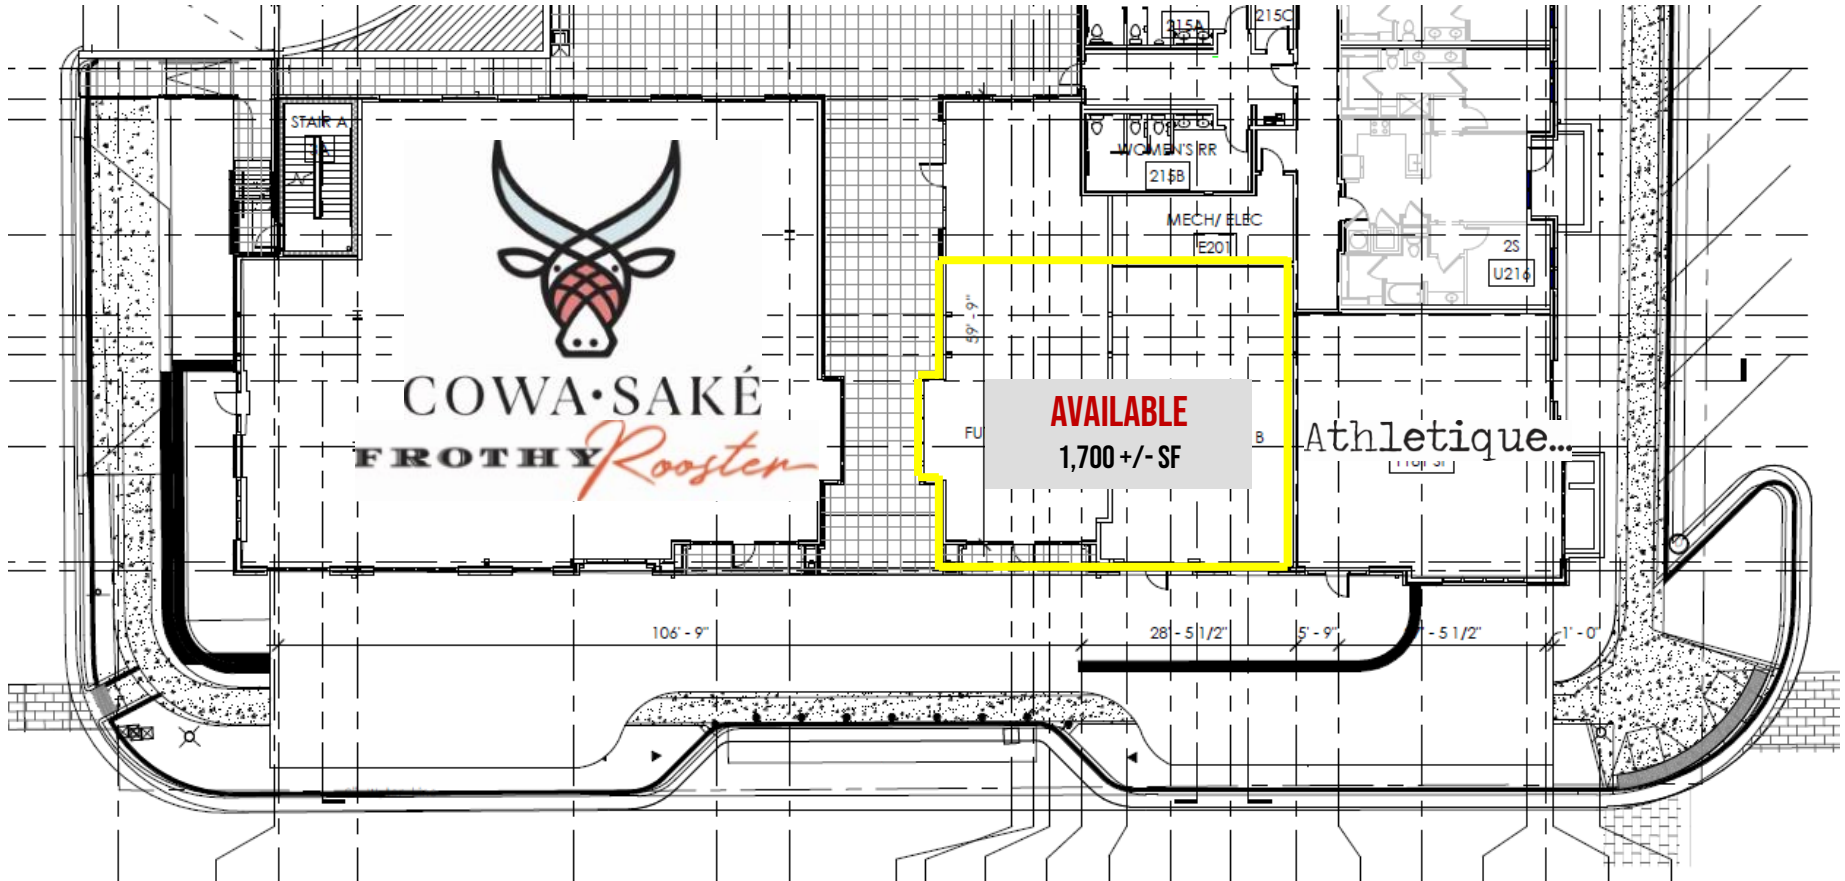 215A
215C
STAIR A
WOMEN'S RR
215B
MECH/ ELEC
E201
2S
U216
59' - 9"
COWA•SAKÉ
FROTHY Rooster
AVAILABLE
1,700 +/- SF
FU
B
Athletique...
106' - 9"
28' - 5 1/2"
5' - 9"
- 5 1/2"
1' - 0"